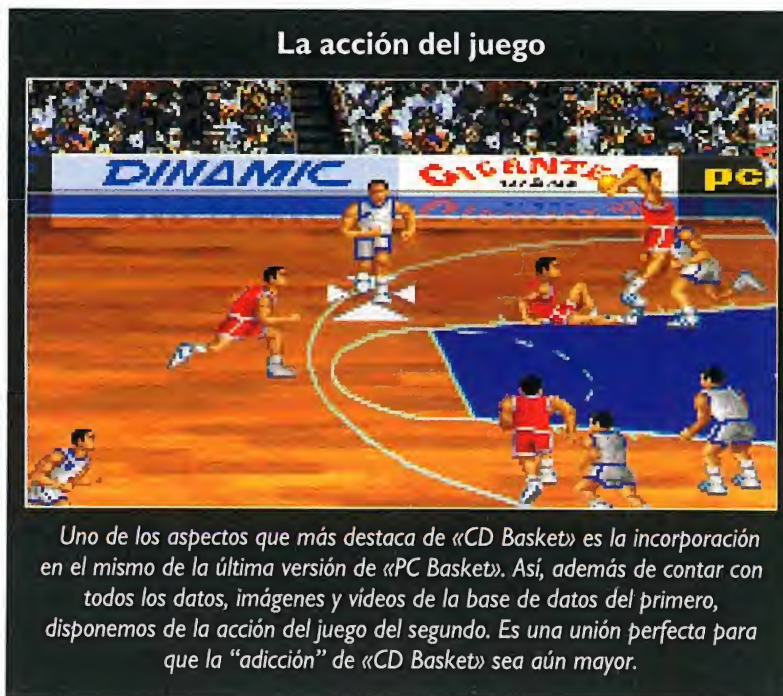 La acción del juego
DINAMIC
GIGANTES
pc
Uno de los aspectos que más destaca de «CD Basket» es la incorporación
en el mismo de la última versión de «PC Basket». Así, además de contar con
todos los datos, imágenes y vídeos de la base de datos del primero,
disponemos de la acción del juego del segundo. Es una unión perfecta para
que la “adicción” de «CD Basket» sea aún mayor.